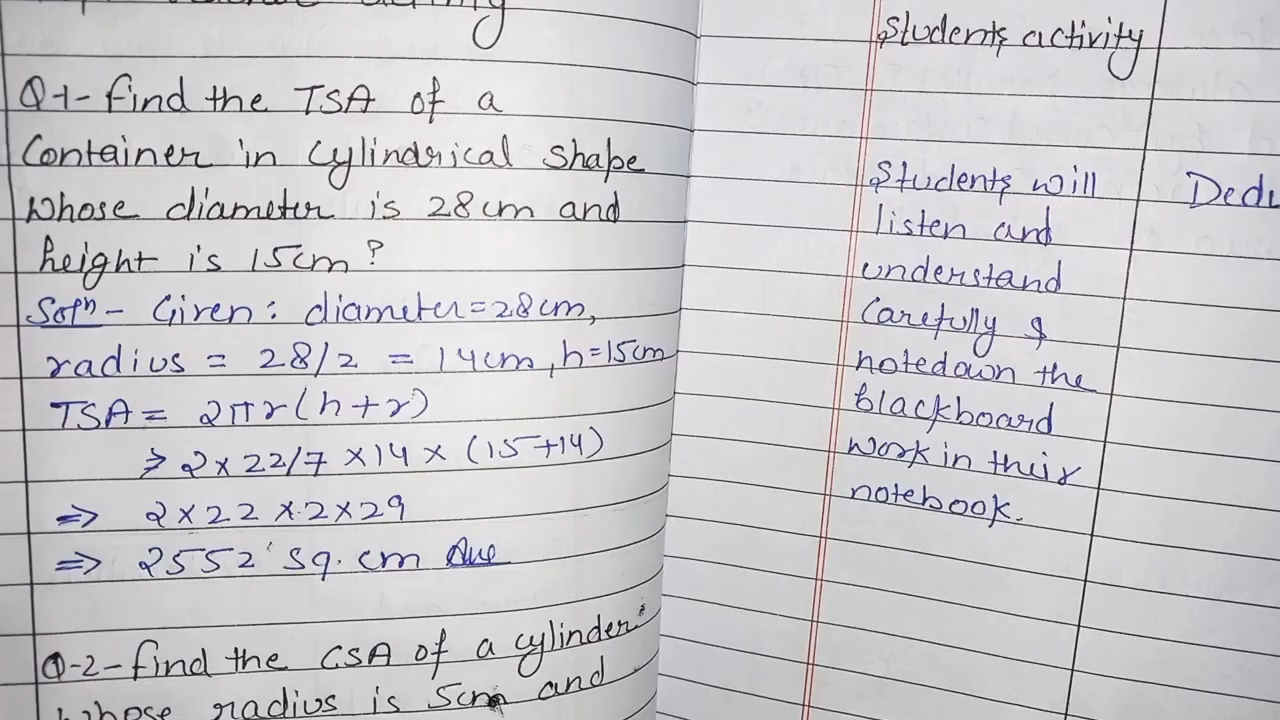 Q1- find the TSA of a
Container in Cylindrical Shape
Whose diameter is 28cm and
height is 15cm?
Solⁿ - Given: diameter = 28cm,
radius = 28/2 = 14cm, h=15cm
TSA = 2πr(h+r)
⇒ 2 × 22/7 × 14 × (15+14)
⇒ 2 × 22 × 2 × 29
⇒ 2552 sq. cm Ans
Q-2- find the CSA of a cylinder
Whose radius is 5cm and
Students activity
Students will
listen and
understand
Carefully &
notedown the
blackboard
work in their
notebook.